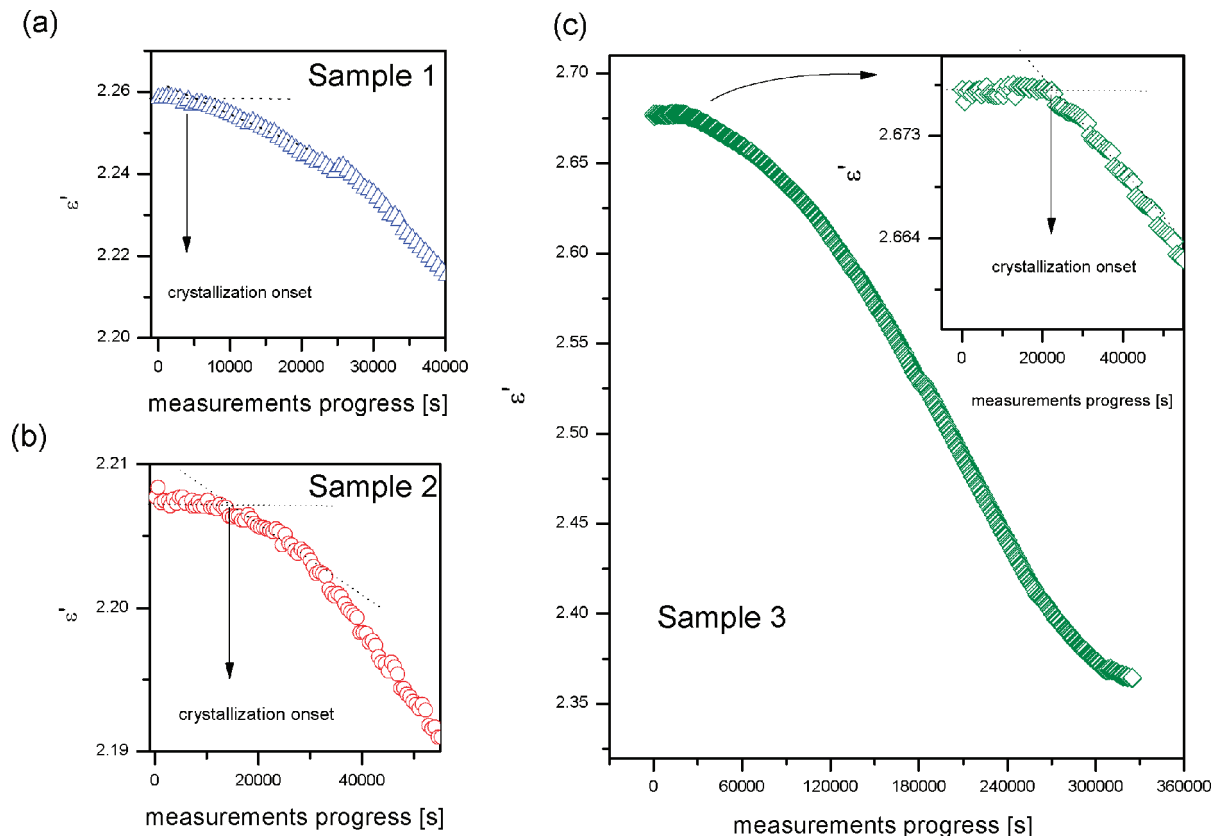 (a)
Sample 1
2.26
2.24
2.22
2.20
ε'
crystallization onset
0 10000 20000 30000 40000
measurements progress [s]
(b)
Sample 2
2.21
2.20
2.19
ε'
crystallization onset
0 20000 40000
measurements progress [s]
(c)
2.70
2.65
2.60
2.55
2.50
2.45
2.40
2.35
ε'
Sample 3
0 60000 120000 180000 240000 300000 360000
measurements progress [s]
2.673
2.664
ε'
crystallization onset
0 20000 40000
measurements progress [s]